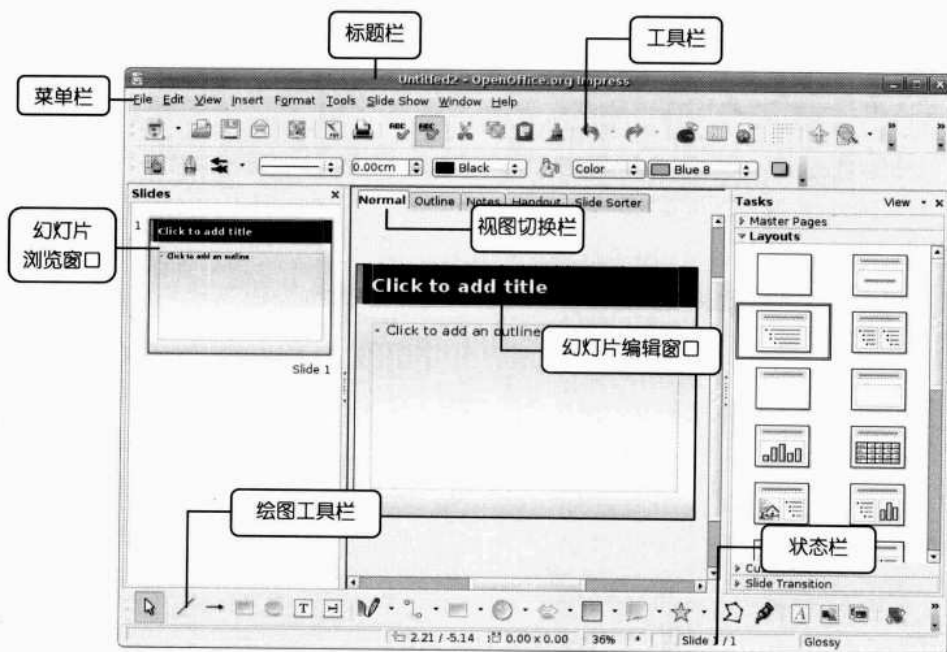 标题栏
工具栏
Untitled2 - OpenOffice.org Impress
菜单栏
File Edit View Insert Format Tools Slide Show Window Help
0.00cm Black Color Blue 8
Slides
Normal Outline Notes Handout Slide Sorter
Tasks View
Master Pages
Layouts
视图切换栏
幻灯片
浏览窗口
1
Click to add title
Click to add an outline
Slide 1
Click to add title
Click to add an outline
幻灯片编辑窗口
绘图工具栏
状态栏
Slide Transition
2.21 / -5.14 0.00 x 0.00 36% * Slide 1 / 1 Glossy